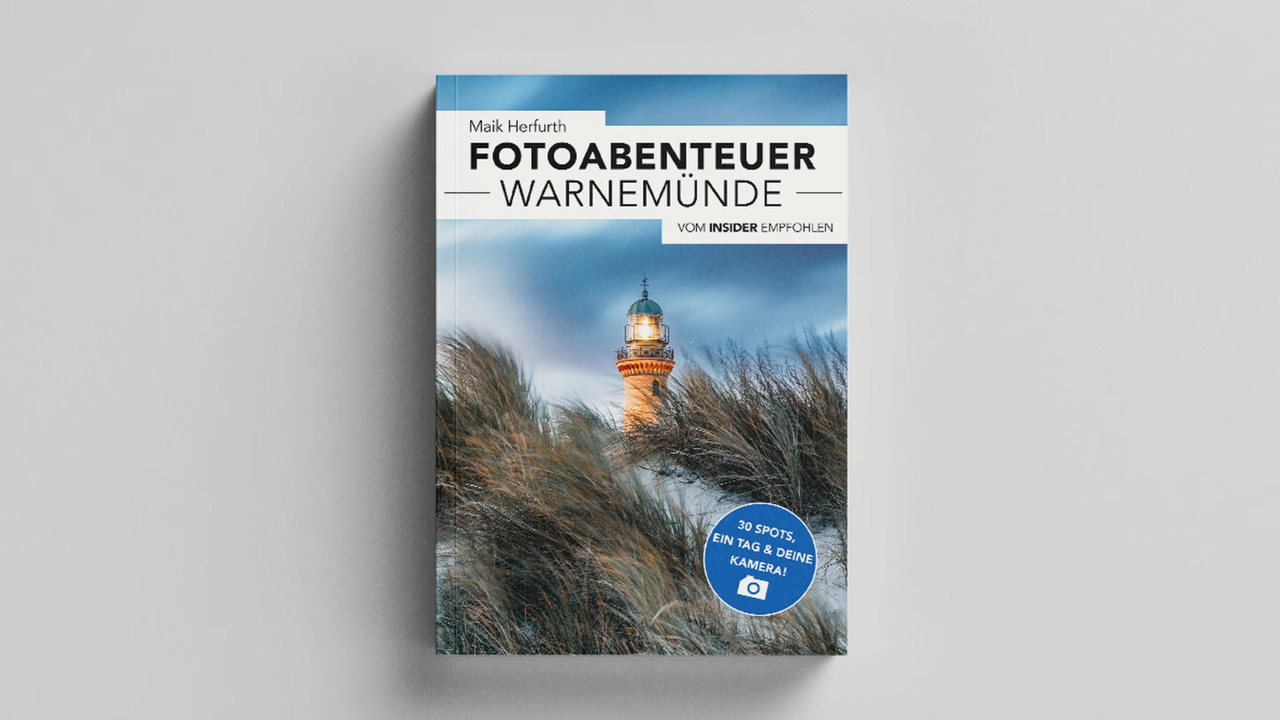 Maik Herfurth
FOTOABENTEUER
WARNEMÜNDE
VOM INSIDER EMPFOHLEN
30 SPOTS,
EIN TAG & DEINE
KAMERA!